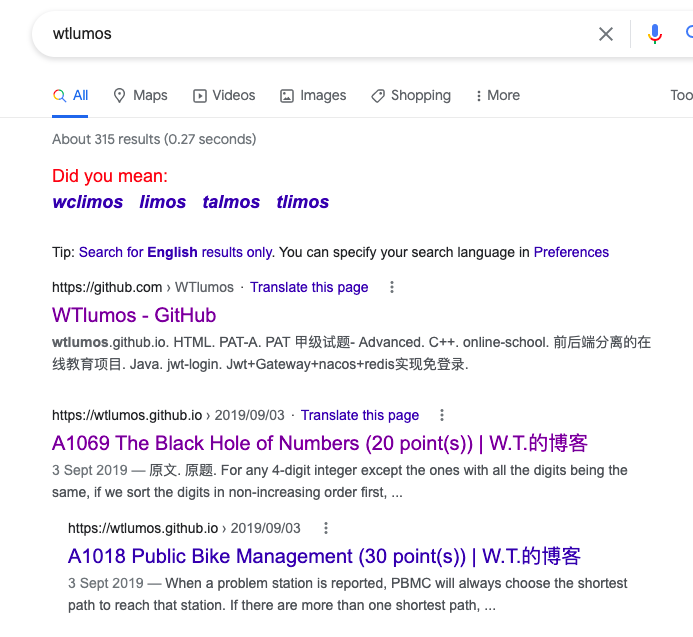 wtlumos
All Maps Videos Images Shopping More Too
About 315 results (0.27 seconds)
Did you mean:
wclimos limos talmos tlimos
Tip: Search for English results only. You can specify your search language in Preferences
https://github.com › WTlumos · Translate this page
WTlumos - GitHub
wtlumos.github.io. HTML. PAT-A. PAT 甲级试题- Advanced. C++. online-school. 前后端分离的在
线教育项目. Java. jwt-login. Jwt+Gateway+nacos+redis实现免登录.
https://wtlumos.github.io › 2019/09/03 · Translate this page
A1069 The Black Hole of Numbers (20 point(s)) | W.T.的博客
3 Sept 2019 — 原文. 原题. For any 4-digit integer except the ones with all the digits being the
same, if we sort the digits in non-increasing order first, ...
https://wtlumos.github.io › 2019/09/03
A1018 Public Bike Management (30 point(s)) | W.T.的博客
3 Sept 2019 — When a problem station is reported, PBMC will always choose the shortest
path to reach that station. If there are more than one shortest path, ...